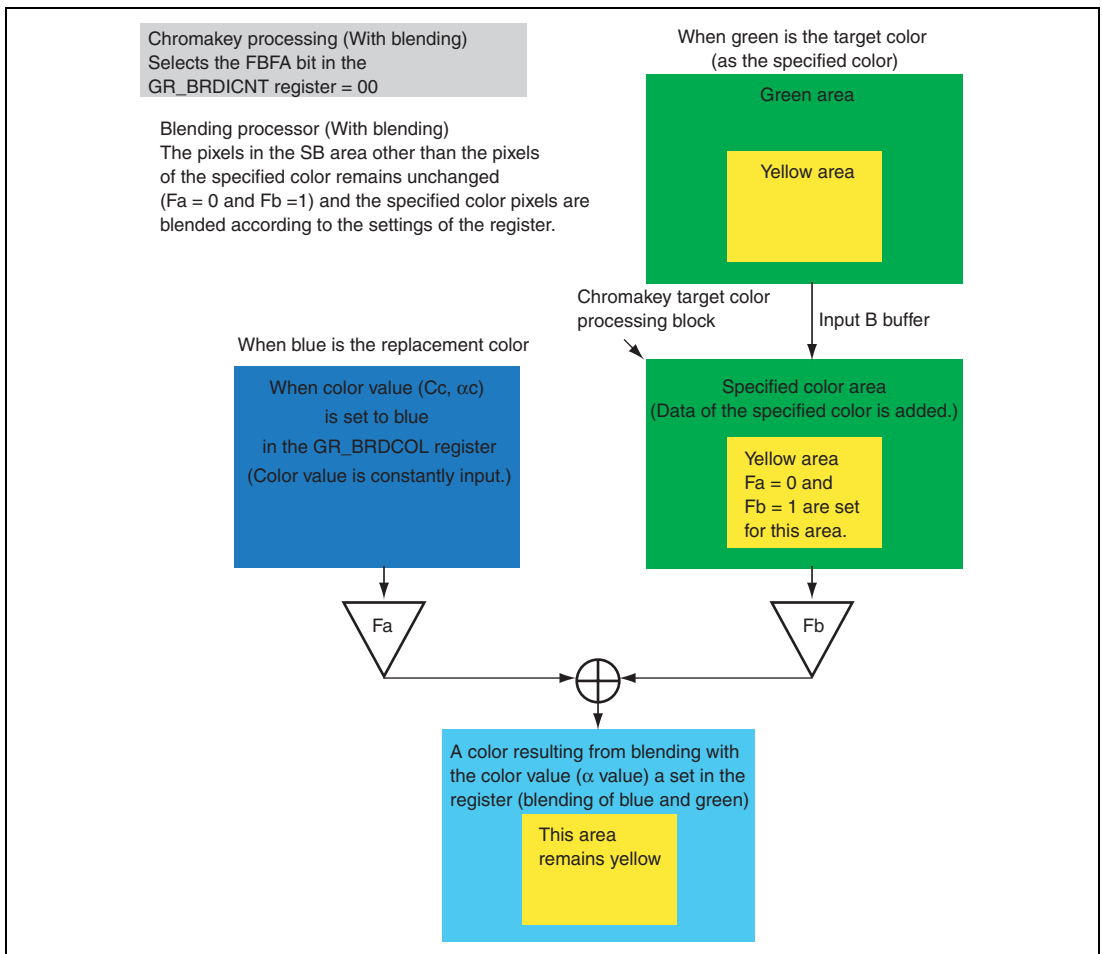 Chromakey processing (With blending)
Selects the FBFA bit in the
GR_BRDICNT register = 00
Blending processor (With blending)
The pixels in the SB area other than the pixels
of the specified color remains unchanged
(Fa = 0 and Fb =1) and the specified color pixels are
blended according to the settings of the register.
When green is the target color
(as the specified color)
Green area
Yellow area
Chromakey target color
processing block
Input B buffer
When blue is the replacement color
When color value (Cc, αc)
is set to blue
in the GR_BRDCOL register
(Color value is constantly input.)
Specified color area
(Data of the specified color is added.)
Yellow area
Fa = 0 and
Fb = 1 are set
for this area.
Fa
Fb
A color resulting from blending with
the color value (α value) a set in the
register (blending of blue and green)
This area
remains yellow